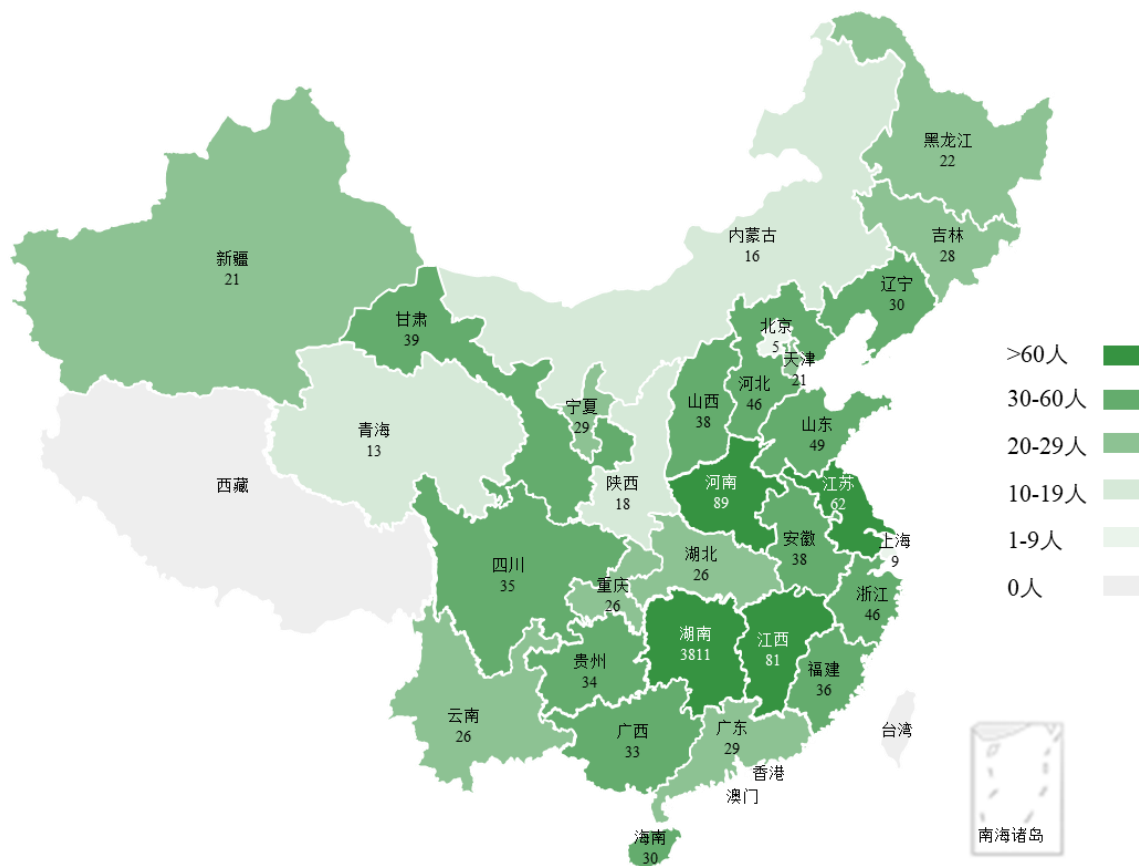 黑龙江
22
内蒙古
16
吉林
28
新疆
21
辽宁
30
甘肃
39
北京
5
天津
21
河北
46
山西
38
宁夏
29
山东
49
青海
13
西藏
陕西
18
河南
89
江苏
62
安徽
38
上海
9
湖北
26
四川
35
重庆
26
浙江
46
湖南
3811
江西
81
贵州
34
福建
36
云南
26
广西
33
广东
29
台湾
香港
澳门
海南
30
南海诸岛
>60人
30-60人
20-29人
10-19人
1-9人
0人